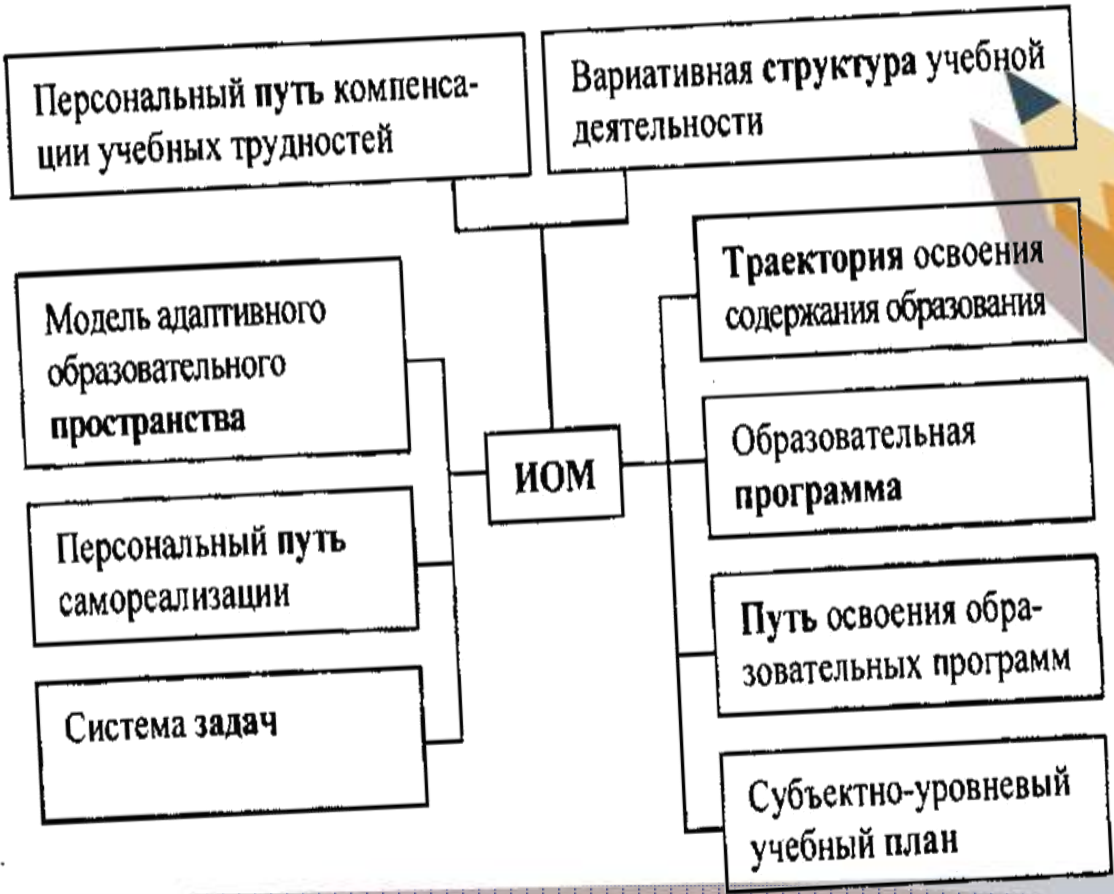 Персональный путь компенса-
ции учебных трудностей
Вариативная структура учебной
деятельности
Модель адаптивного
образовательного
пространства
Персональный путь
самореализации
Система задач
ИОМ
Траектория освоения
содержания образования
Образовательная
программа
Путь освоения обра-
зовательных программ
Субъектно-уровневый
учебный план